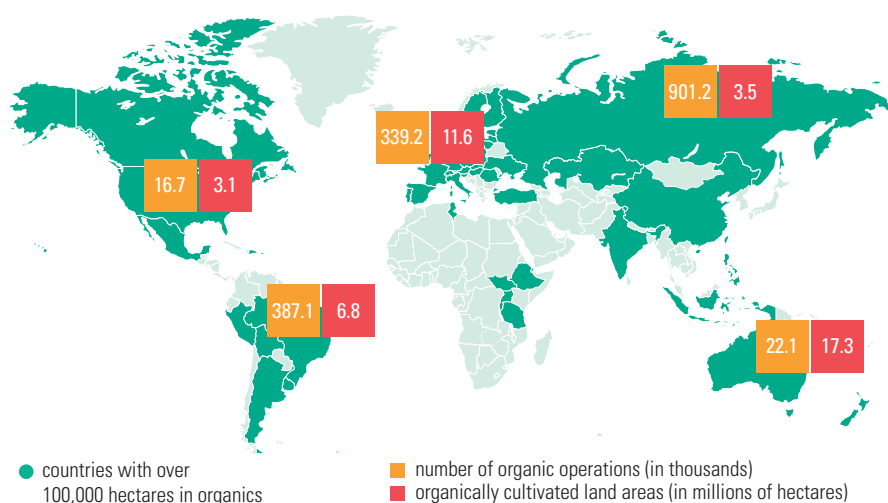 901.2 3.5
339.2 11.6
16.7 3.1
387.1 6.8
22.1 17.3
countries with over
100,000 hectares in organics
number of organic operations (in thousands)
organically cultivated land areas (in millions of hectares)